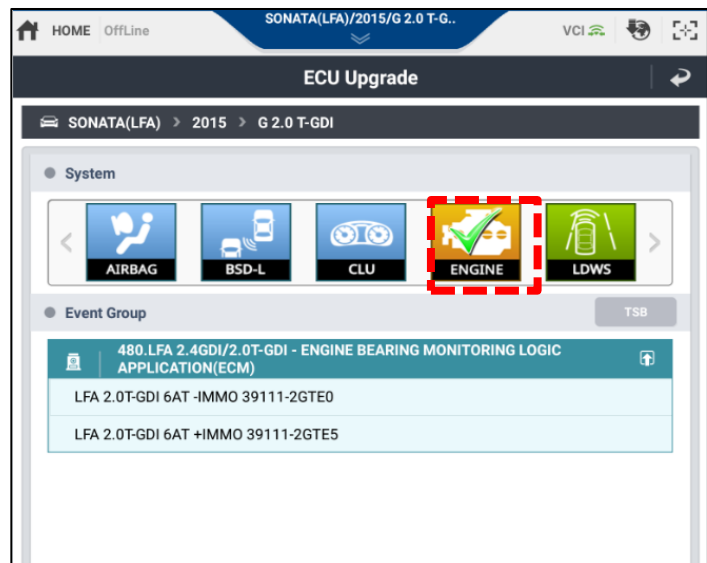 HOME OffLine
SONATA(LFA)/2015/G 2.0 T-G..
VCI
ECU Upgrade
SONATA(LFA) > 2015 > G 2.0 T-GDI
System
AIRBAG
BSD-L
CLU
ENGINE
LDWS
Event Group
TSB
480.LFA 2.4GDI/2.0T-GDI - ENGINE BEARING MONITORING LOGIC
APPLICATION(ECM)
LFA 2.0T-GDI 6AT -IMMO 39111-2GTE0
LFA 2.0T-GDI 6AT +IMMO 39111-2GTE5